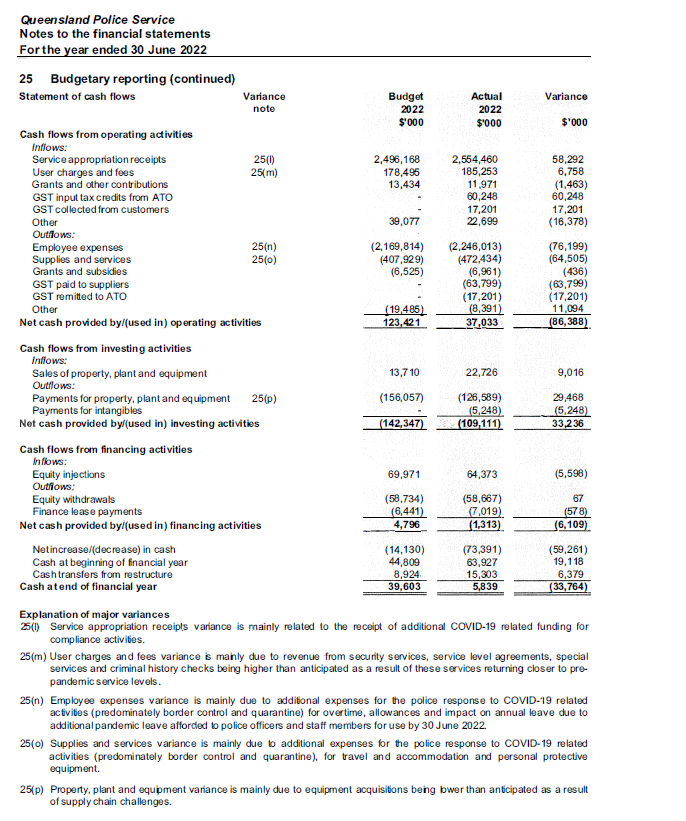 Queensland Police Service
Notes to the financial statements
For the year ended 30 June 2022
25 Budgetary reporting (continued)
Statement of cash flows Variance note Budget 2022 $'000 Actual 2022 $'000 Variance $'000
Cash flows from operating activities
Inflows:
Service appropriation receipts 25(l) 2,496,168 2,554,460 58,292
User charges and fees 25(m) 178,495 185,253 6,758
Grants and other contributions 13,434 11,971 (1,463)
GST input tax credits from ATO - 60,248 60,248
GST collected from customers - 17,201 17,201
Other 39,077 22,699 (16,378)
Outflows:
Employee expenses 25(n) (2,169,814) (2,246,013) (76,199)
Supplies and services 25(o) (407,929) (472,434) (64,505)
Grants and subsidies (6,525) (6,961) (436)
GST paid to suppliers - (63,799) (63,799)
GST remitted to ATO - (17,201) (17,201)
Other (19,485) (8,391) 11,094
Net cash provided by/(used in) operating activities 123,421 37,033 (86,388)
Cash flows from investing activities
Inflows:
Sales of property, plant and equipment 13,710 22,726 9,016
Outflows:
Payments for property, plant and equipment 25(p) (156,057) (126,589) 29,468
Payments for intangibles - (5,248) (5,248)
Net cash provided by/(used in) investing activities (142,347) (109,111) 33,236
Cash flows from financing activities
Inflows:
Equity injections 69,971 64,373 (5,598)
Outflows:
Equity withdrawals (58,734) (58,667) 67
Finance lease payments (6,441) (7,019) (578)
Net cash provided by/(used in) financing activities 4,796 (1,313) (6,109)
Net increase/(decrease) in cash (14,130) (73,391) (59,261)
Cash at beginning of financial year 44,809 63,927 19,118
Cash transfers from restructure 8,924 15,303 6,379
Cash at end of financial year 39,603 5,839 (33,764)
Explanation of major variances
25(l) Service appropriation receipts variance is mainly related to the receipt of additional COVID-19 related funding for
compliance activities.
25(m) User charges and fees variance is mainly due to revenue from security services, service level agreements, special
services and criminal history checks being higher than anticipated as a result of these services returning closer to pre-
pandemic service levels.
25(n) Employee expenses variance is mainly due to additional expenses for the police response to COVID-19 related
activities (predominately border control and quarantine) for overtime, allowances and impact on annual leave due to
additional pandemic leave afforded to police officers and staff members for use by 30 June 2022.
25(o) Supplies and services variance is mainly due to additional expenses for the police response to COVID-19 related
activities (predominately border control and quarantine), for travel and accommodation and personal protective
equipment.
25(p) Property, plant and equipment variance is mainly due to equipment acquisitions being lower than anticipated as a result
of supply chain challenges.